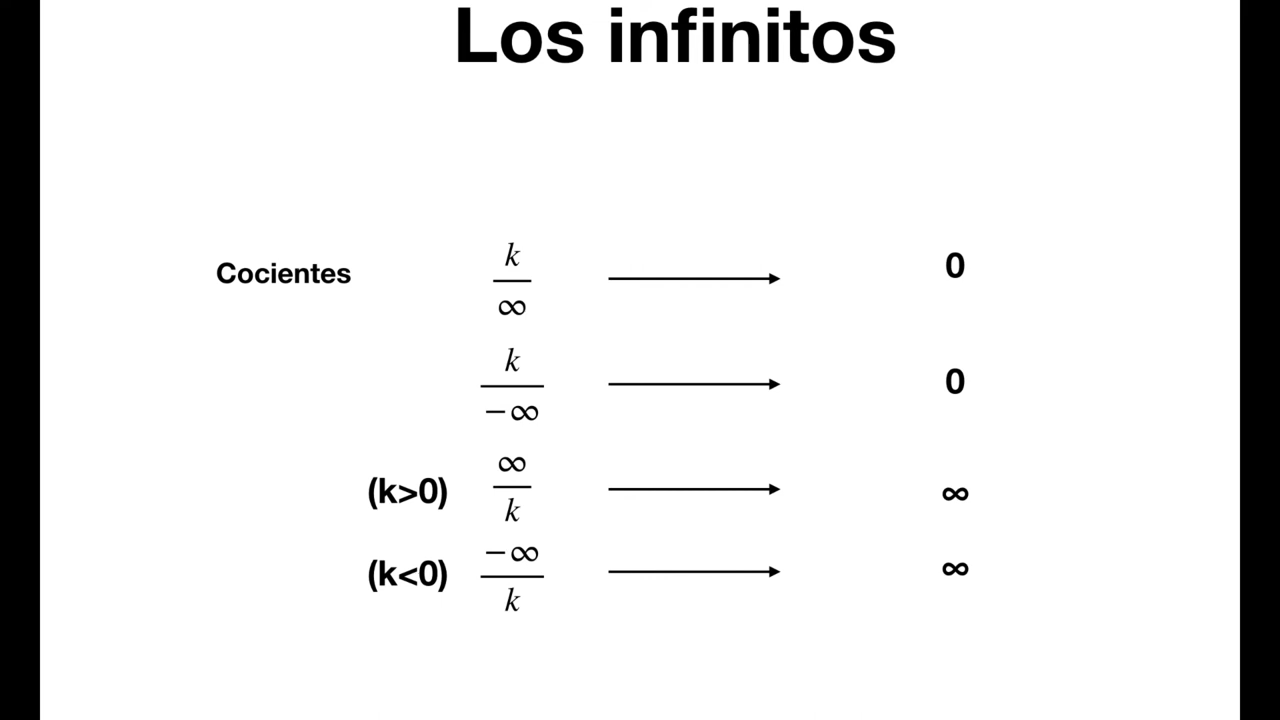 Los infinitos
Cocientes k/∞ → 0
k/−∞ → 0
(k>0) ∞/k → ∞
(k<0) −∞/k → ∞